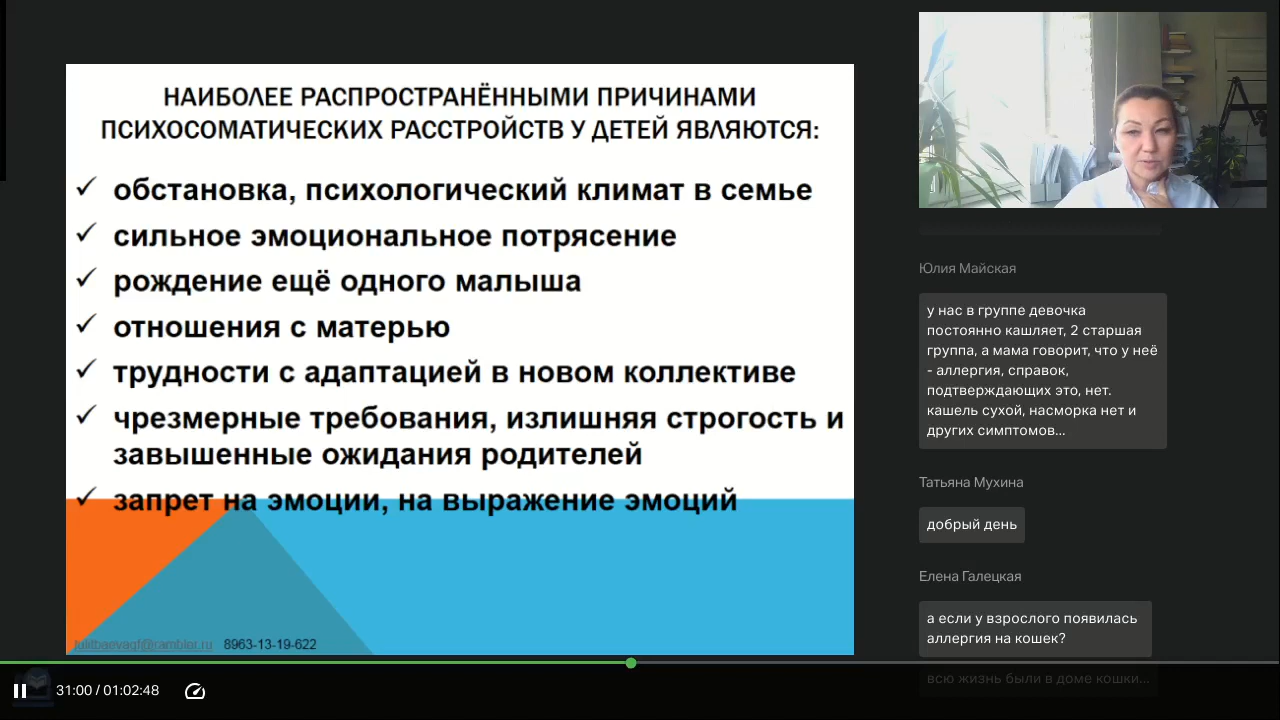 НАИБОЛЕЕ РАСПРОСТРАНЁННЫМИ ПРИЧИНАМИ
ПСИХОСОМАТИЧЕСКИХ РАССТРОЙСТВ У ДЕТЕЙ ЯВЛЯЮТСЯ:
✓ обстановка, психологический климат в семье
✓ сильное эмоциональное потрясение
✓ рождение ещё одного малыша
✓ отношения с матерью
✓ трудности с адаптацией в новом коллективе
✓ чрезмерные требования, излишняя строгость и
завышенные ожидания родителей
✓ запрет на эмоции, на выражение эмоций
8963-13-19-622
Юлия Майская
у нас в группе девочка
постоянно кашляет, 2 старшая
группа, а мама говорит, что у неё
- аллергия, справок,
подтверждающих это, нет.
кашель сухой, насморка нет и
других симптомов...
Татьяна Мухина
добрый день
Елена Галецкая
а если у взрослого появилась
аллергия на кошек?
всю жизнь были в доме кошки...
31:00 / 01:02:48